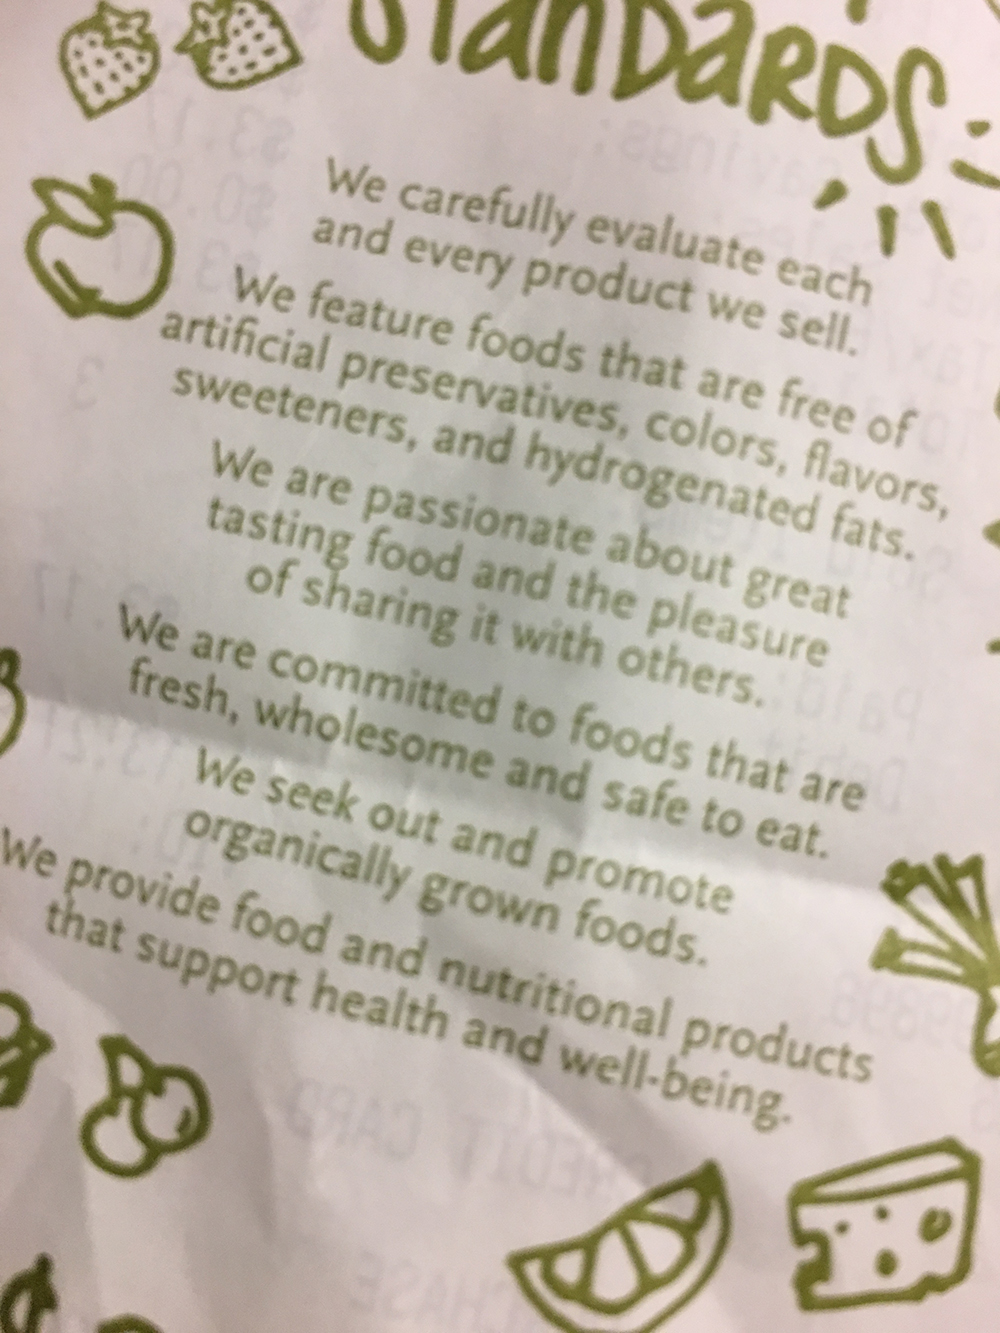 STANDARDS
We carefully evaluate each
and every product we sell.
We feature foods that are free of
artificial preservatives, colors, flavors,
sweeteners, and hydrogenated fats.
We are passionate about great
tasting food and the pleasure
of sharing it with others.
We are committed to foods that are
fresh, wholesome and safe to eat.
We seek out and promote
organically grown foods.
We provide food and nutritional products
that support health and well-being.